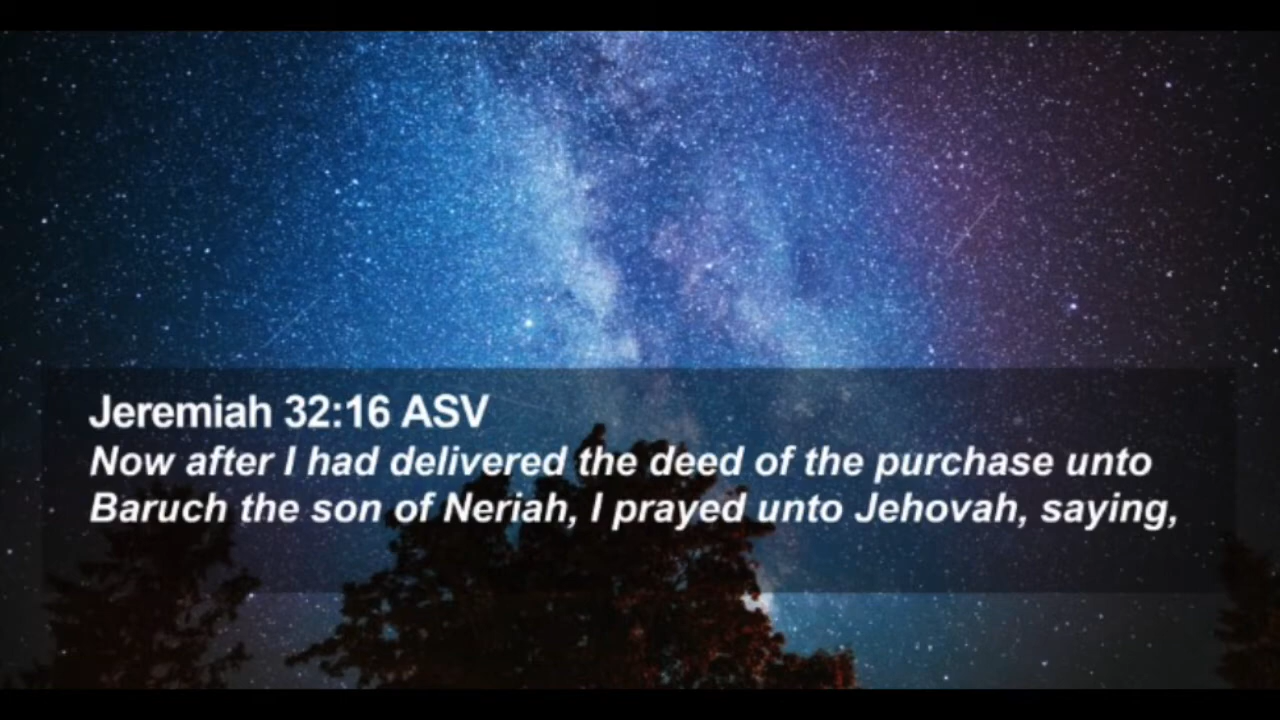 Jeremiah 32:16 ASV
Now after I had delivered the deed of the purchase unto
Baruch the son of Neriah, I prayed unto Jehovah, saying,